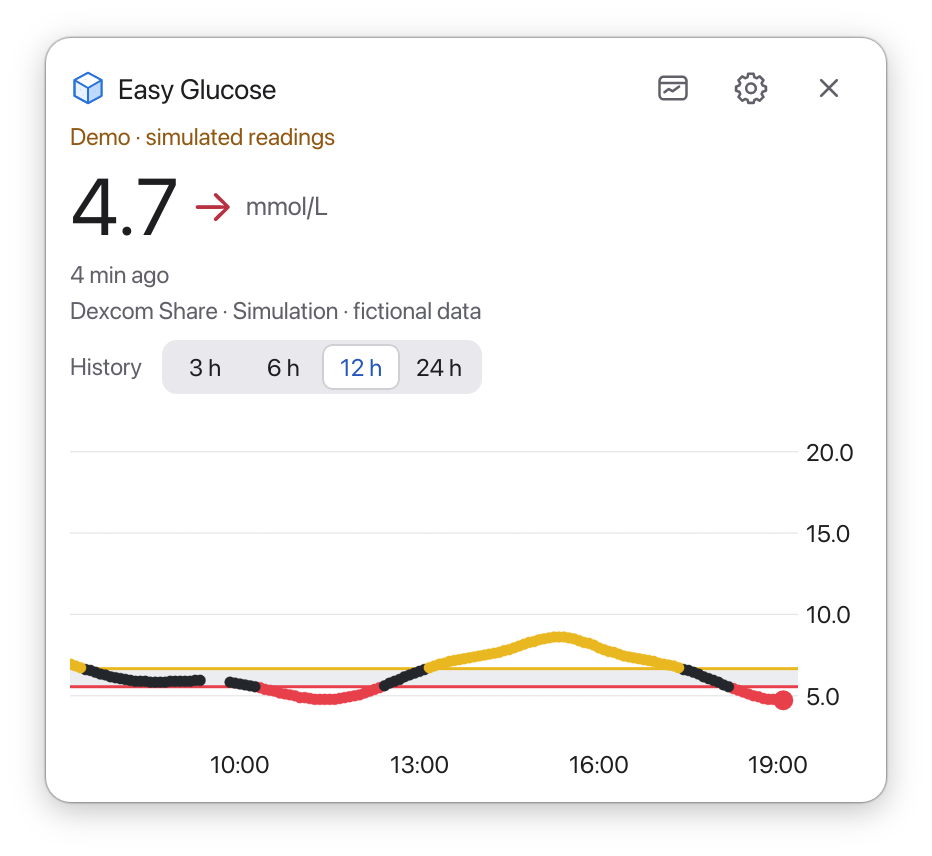 Easy Glucose
Demo · simulated readings
4.7 → mmol/L
4 min ago
Dexcom Share · Simulation · fictional data
History 3 h 6 h 12 h 24 h
20.0
15.0
10.0
5.0
10:00 13:00 16:00 19:00